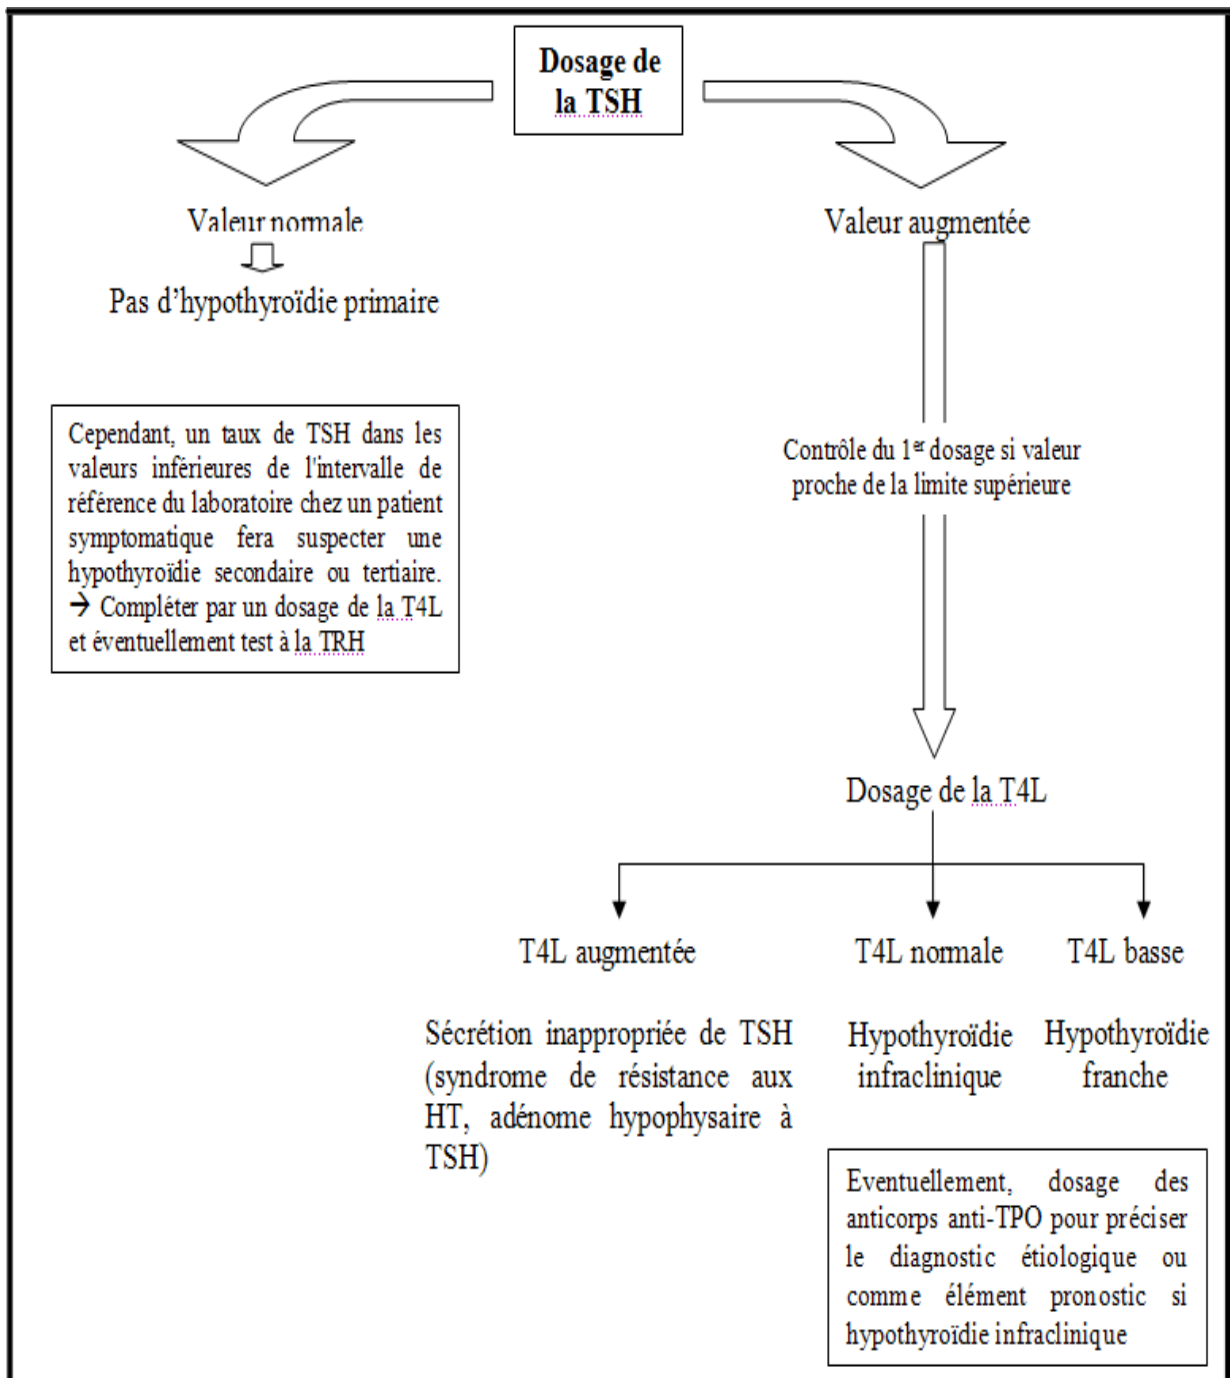 Dosage de
la TSH
Valeur normale
Valeur augmentée
Pas d’hypothyroïdie primaire
Cependant, un taux de TSH dans les
valeurs inférieures de l'intervalle de
référence du laboratoire chez un patient
symptomatique fera suspecter une
hypothyroïdie secondaire ou tertiaire.
→ Compléter par un dosage de la T4L
et éventuellement test à la TRH
Contrôle du 1er dosage si valeur
proche de la limite supérieure
Dosage de la T4L
T4L augmentée
Sécrétion inappropriée de TSH
(syndrome de résistance aux
HT, adénome hypophysaire à
TSH)
T4L normale
Hypothyroïdie
infraclinique
T4L basse
Hypothyroïdie
franche
Eventuellement, dosage des
anticorps anti-TPO pour préciser
le diagnostic étiologique ou
comme élément pronostic si
hypothyroïdie infraclinique